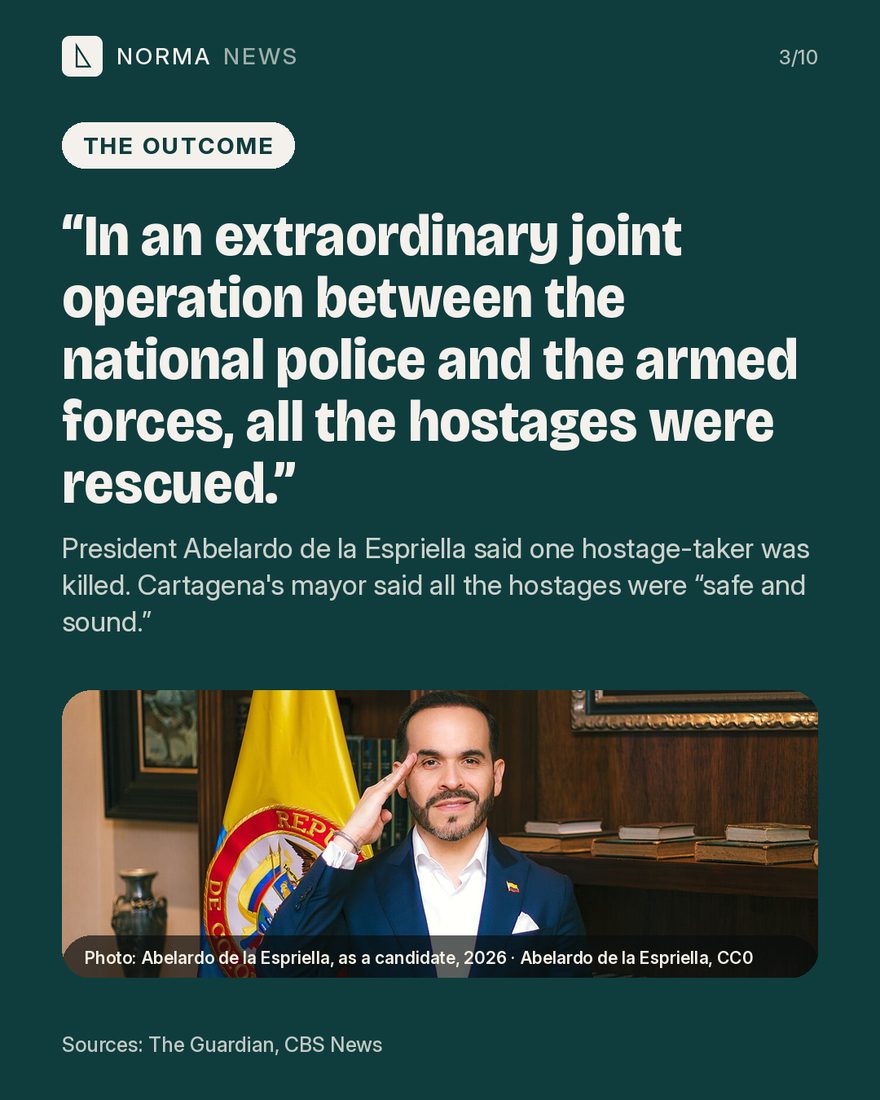 NORMA NEWS
3/10
THE OUTCOME
“In an extraordinary joint
operation between the
national police and the armed
forces, all the hostages were
rescued.”
President Abelardo de la Espriella said one hostage-taker was
killed. Cartagena's mayor said all the hostages were “safe and
sound.”
REPU
DE COLO
Photo: Abelardo de la Espriella, as a candidate, 2026 · Abelardo de la Espriella, CC0
Sources: The Guardian, CBS News